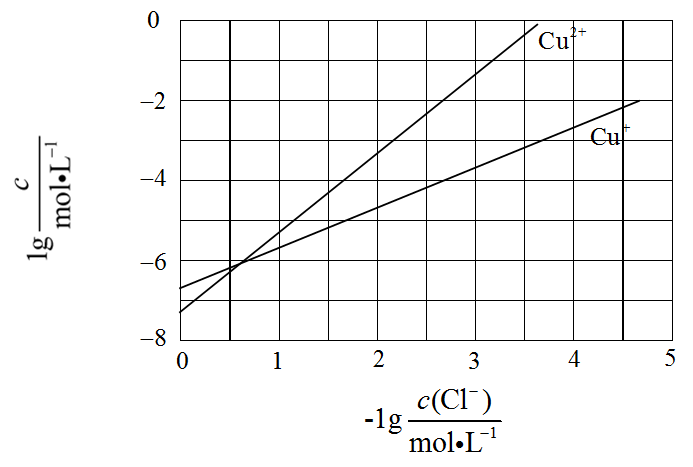 0
−2
−4
−6
−8
lg c/mol•L⁻¹
Cu²⁺
Cu⁺
0 1 2 3 4 5
-lg c(Cl⁻)/mol•L⁻¹